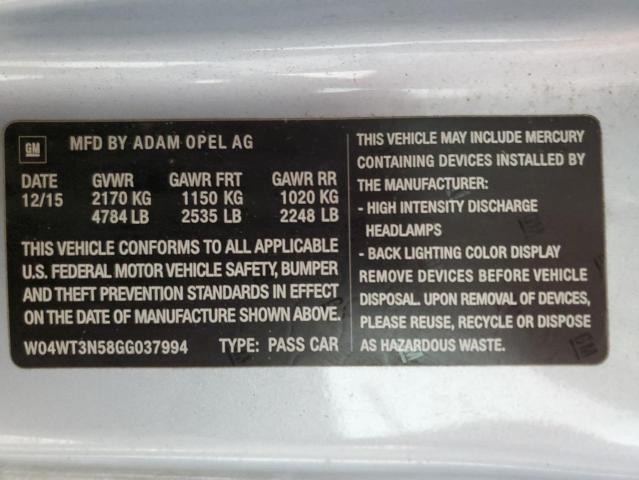 GM
MFD BY ADAM OPEL AG
DATE GVWR GAWR FRT GAWR RR
12/15 2170 KG 1150 KG 1020 KG
4784 LB 2535 LB 2248 LB
THIS VEHICLE CONFORMS TO ALL APPLICABLE
U.S. FEDERAL MOTOR VEHICLE SAFETY, BUMPER
AND THEFT PREVENTION STANDARDS IN EFFECT
ON THE DATE OF MANUFACTURE SHOWN ABOVE.
W04WT3N58GG037994 TYPE: PASS CAR
THIS VEHICLE MAY INCLUDE MERCURY
CONTAINING DEVICES INSTALLED BY
THE MANUFACTURER:
- HIGH INTENSITY DISCHARGE
HEADLAMPS
- BACK LIGHTING COLOR DISPLAY
REMOVE DEVICES BEFORE VEHICLE
DISPOSAL. UPON REMOVAL OF DEVICES,
PLEASE REUSE, RECYCLE OR DISPOSE
AS HAZARDOUS WASTE.